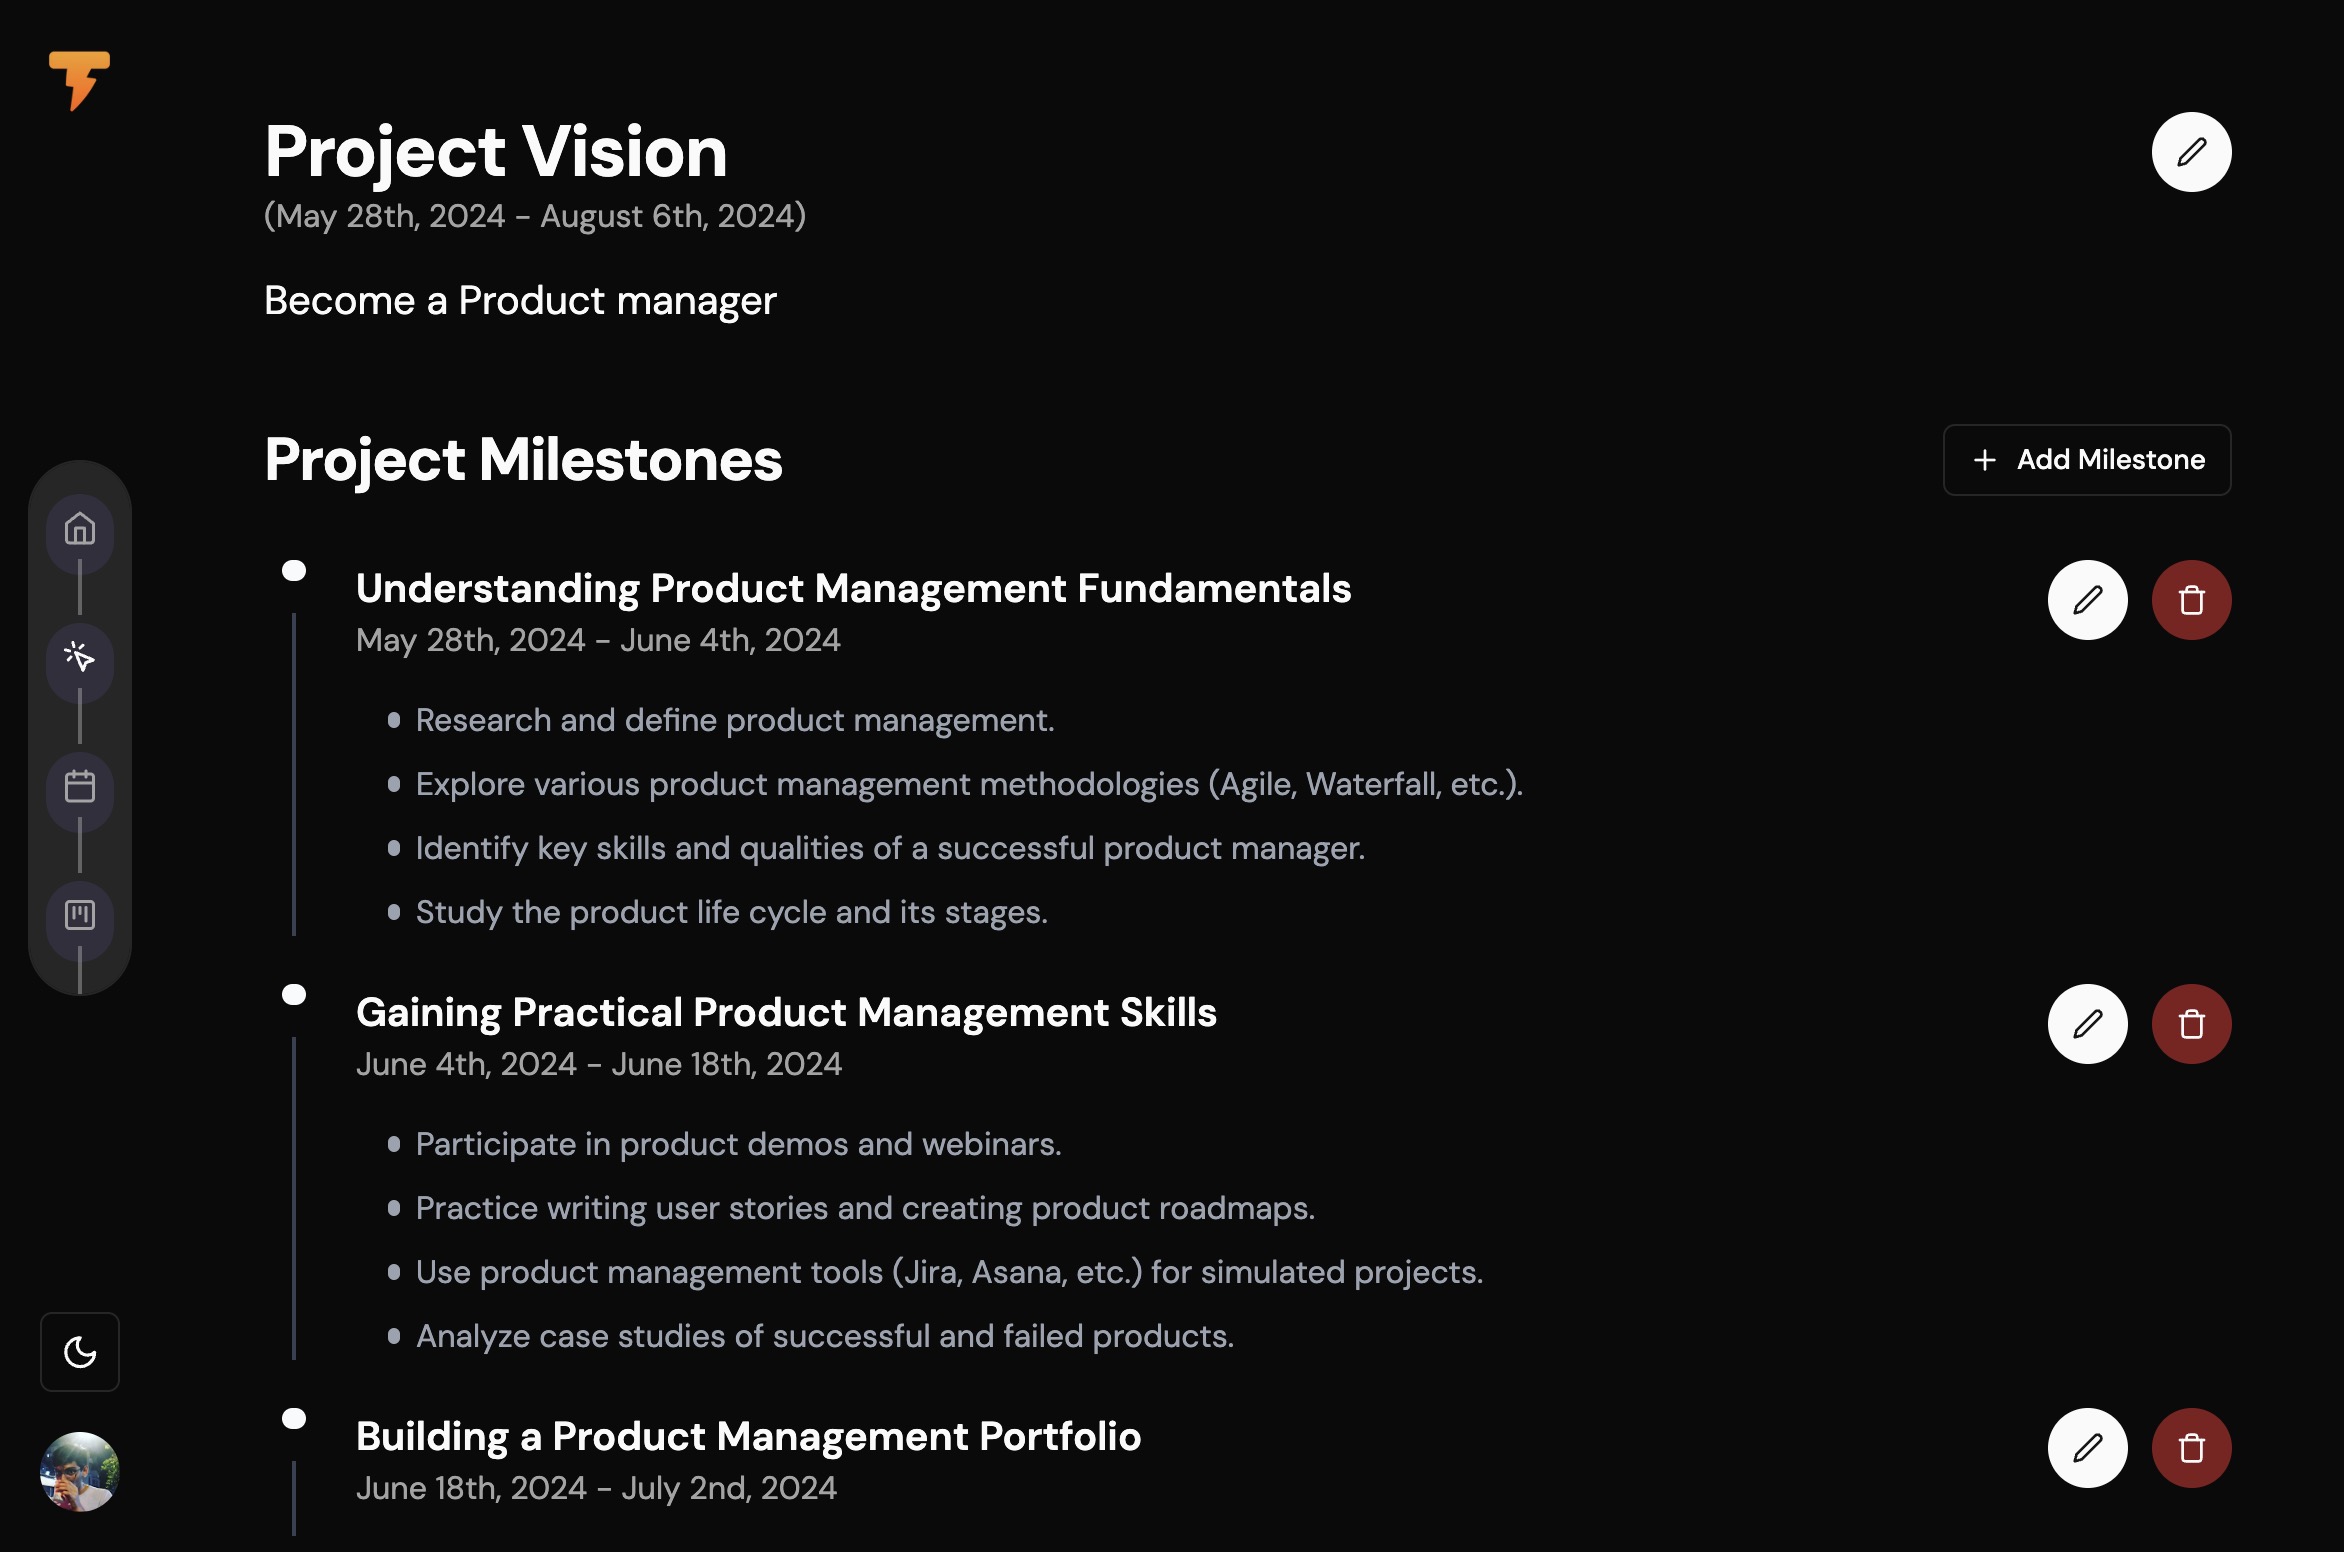 Project Vision
(May 28th, 2024 - August 6th, 2024)
Become a Product manager
Project Milestones
Add Milestone
Understanding Product Management Fundamentals
May 28th, 2024 - June 4th, 2024
Research and define product management.
Explore various product management methodologies (Agile, Waterfall, etc.).
Identify key skills and qualities of a successful product manager.
Study the product life cycle and its stages.
Gaining Practical Product Management Skills
June 4th, 2024 - June 18th, 2024
Participate in product demos and webinars.
Practice writing user stories and creating product roadmaps.
Use product management tools (Jira, Asana, etc.) for simulated projects.
Analyze case studies of successful and failed products.
Building a Product Management Portfolio
June 18th, 2024 - July 2nd, 2024